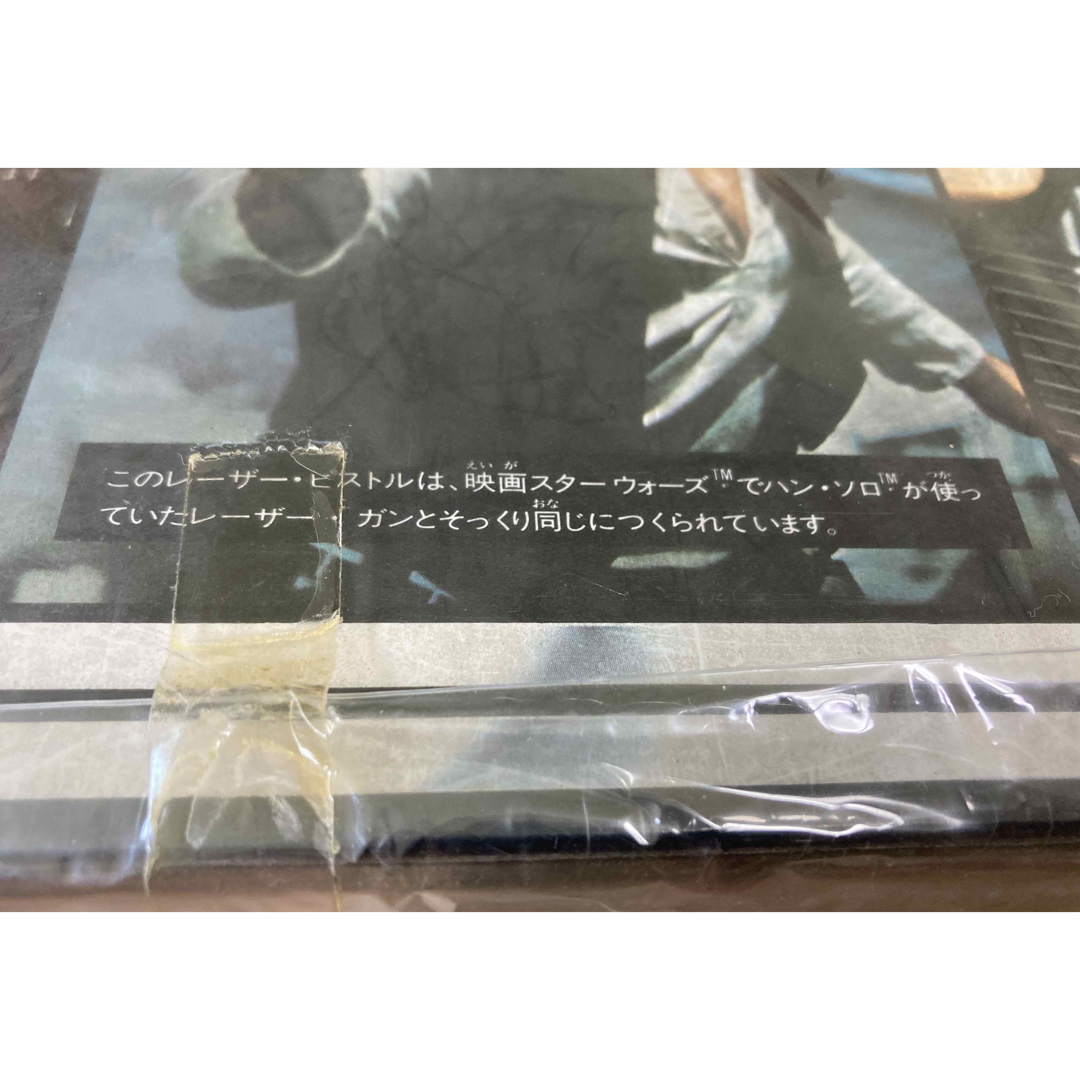 このレーザー・ピストルは、映画スター ウォーズ™でハン・ソロ™が使っ
ていたレーザー・ガンとそっくり同じにつくられています。